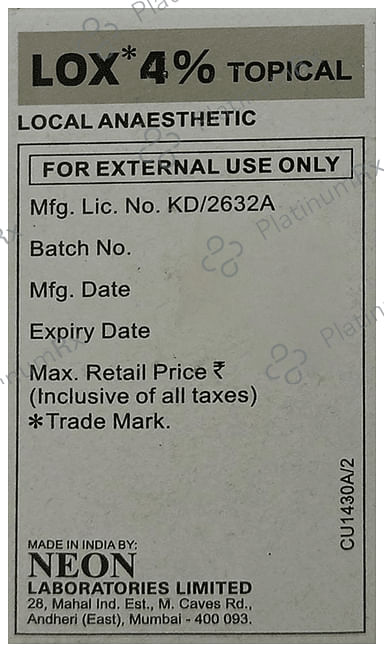 LOX*4% TOPICAL
LOCAL ANAESTHETIC
FOR EXTERNAL USE ONLY
Mfg. Lic. No. KD/2632A
Batch No.
Mfg. Date
Expiry Date
Max. Retail Price ₹
(Inclusive of all taxes)
*Trade Mark.
CU1430A/2
MADE IN INDIA BY:
NEON
LABORATORIES LIMITED
28, Mahal Ind. Est., M. Caves Rd.,
Andheri (East), Mumbai - 400 093.
PlatinumRx